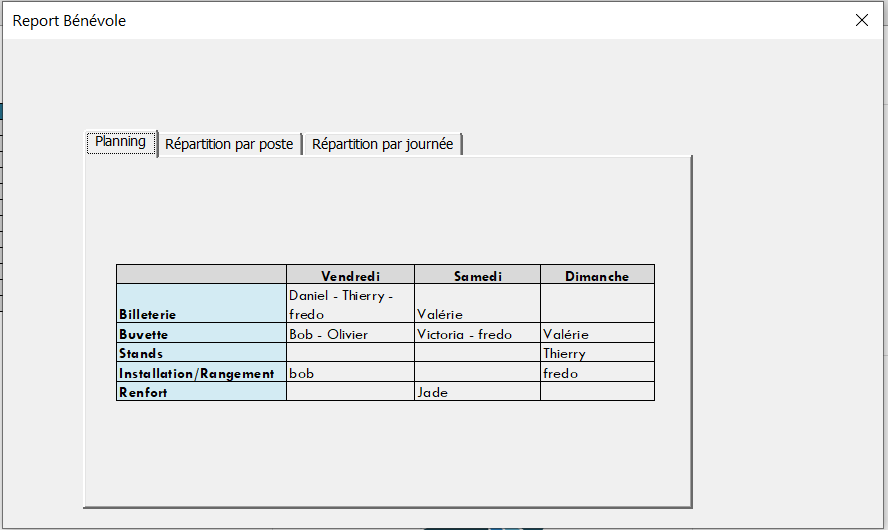 Report Bénévole
Planning Répartition par poste Répartition par journée
Vendredi Samedi Dimanche
Daniel - Thierry -
Billeterie fredo Valérie
Buvette Bob - Olivier Victoria - fredo Valérie
Stands Thierry
Installation/Rangement bob fredo
Renfort Jade